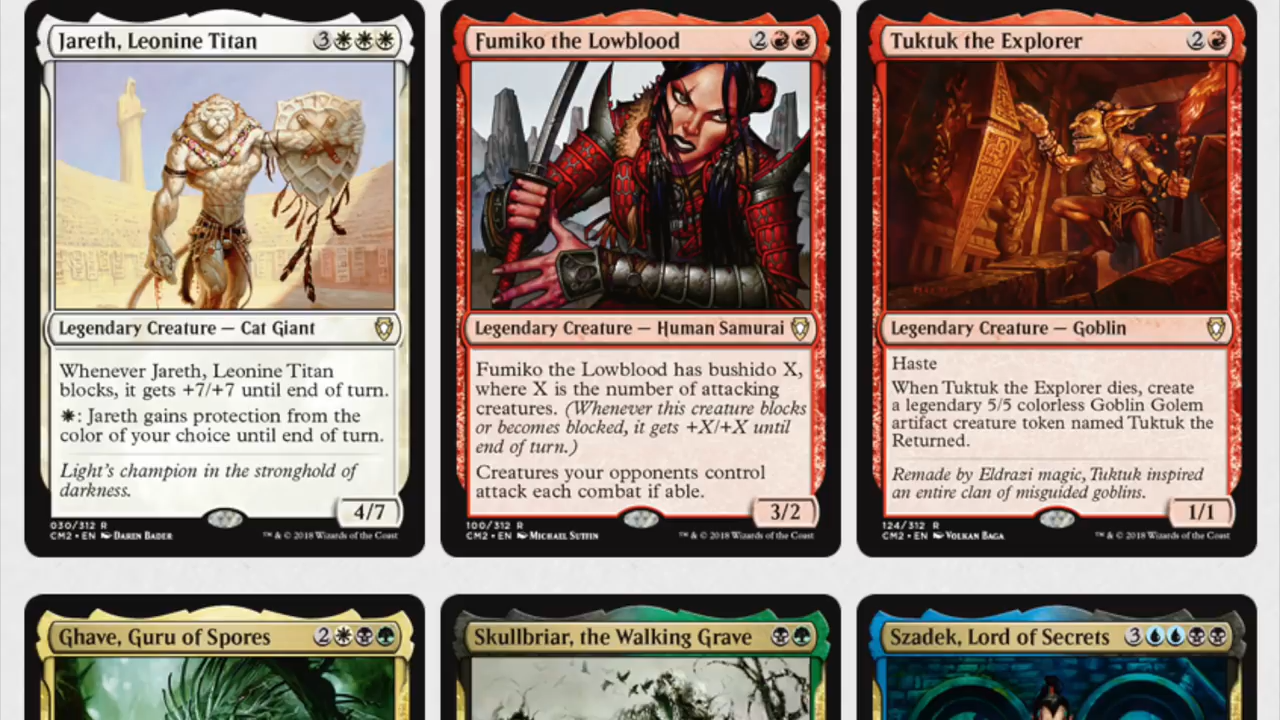 Jareth, Leonine Titan 3
Legendary Creature — Cat Giant
Whenever Jareth, Leonine Titan
blocks, it gets +7/+7 until end of turn.
: Jareth gains protection from the
color of your choice until end of turn.
Light's champion in the stronghold of
darkness.
4/7
030/312 R
CM2 • EN Daren Bader
™ & © 2018 Wizards of the Coast
Fumiko the Lowblood 2
Legendary Creature — Human Samurai
Fumiko the Lowblood has bushido X,
where X is the number of attacking
creatures. (Whenever this creature blocks
or becomes blocked, it gets +X/+X until
end of turn.)
Creatures your opponents control
attack each combat if able.
3/2
100/312 R
CM2 • EN Michael Sutfin
™ & © 2018 Wizards of the Coast
Tuktuk the Explorer 2
Legendary Creature — Goblin
Haste
When Tuktuk the Explorer dies, create
a legendary 5/5 colorless Goblin Golem
artifact creature token named Tuktuk the
Returned.
Remade by Eldrazi magic, Tuktuk inspired
an entire clan of misguided goblins.
1/1
124/312 R
CM2 • EN Volkan Baga
™ & © 2018 Wizards of the Coast
Ghave, Guru of Spores 2
Skullbriar, the Walking Grave
Szadek, Lord of Secrets 3